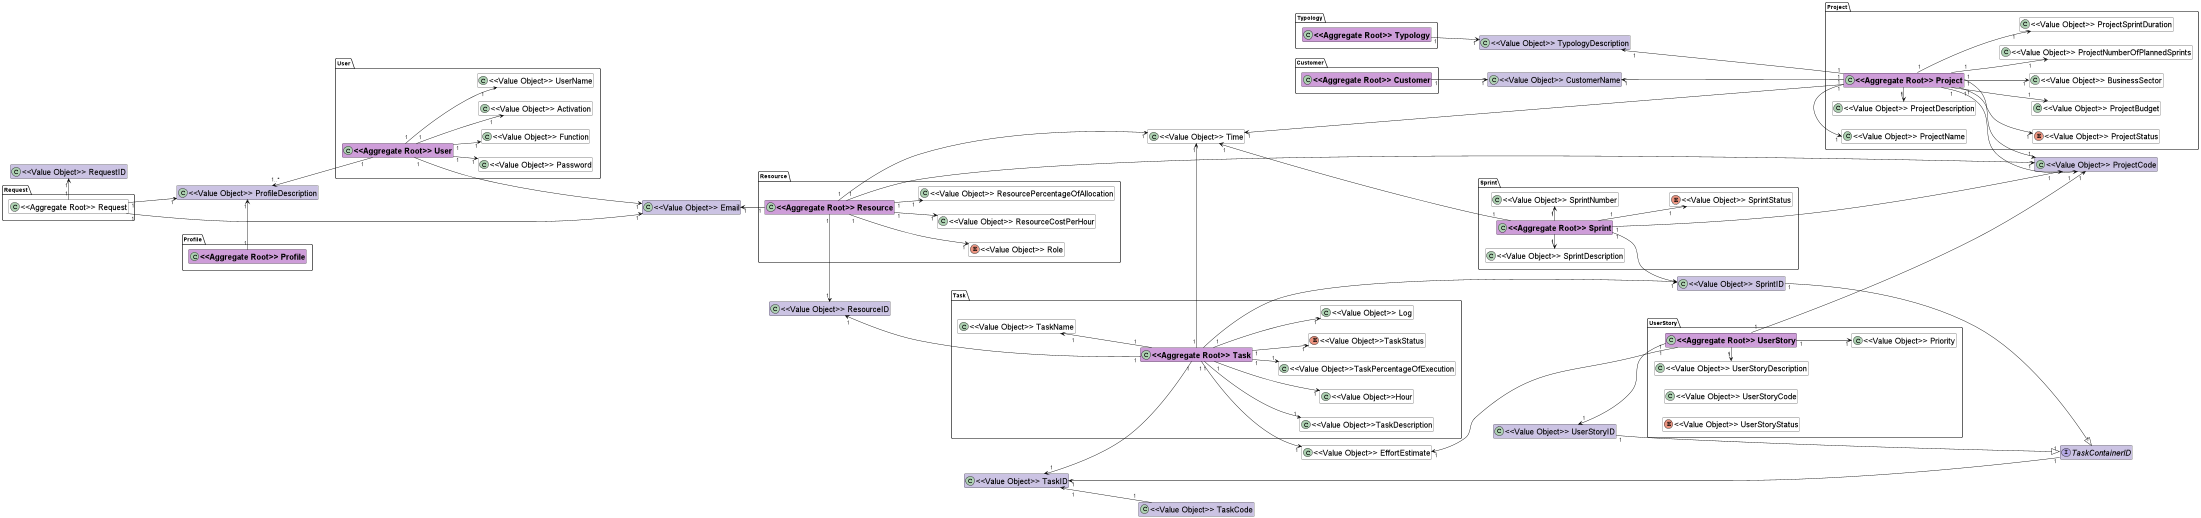 Project
<<Value Object>> ProjectSprintDuration
<<Value Object>> ProjectNumberOfPlannedSprints
<<Aggregate Root>> Project
<<Value Object>> BusinessSector
<<Value Object>> ProjectDescription
<<Value Object>> ProjectBudget
<<Value Object>> ProjectName
<<Value Object>> ProjectStatus
Typology
<<Aggregate Root>> Typology
<<Value Object>> TypologyDescription
Customer
<<Aggregate Root>> Customer
<<Value Object>> CustomerName
User
<<Value Object>> UserName
<<Value Object>> Activation
<<Value Object>> Function
<<Aggregate Root>> User
<<Value Object>> Password
<<Value Object>> Time
<<Value Object>> ProjectCode
<<Value Object>> RequestID
Request
<<Aggregate Root>> Request
<<Value Object>> ProfileDescription
<<Value Object>> Email
Profile
<<Aggregate Root>> Profile
Resource
<<Value Object>> ResourcePercentageOfAllocation
<<Aggregate Root>> Resource
<<Value Object>> ResourceCostPerHour
<<Value Object>> Role
Sprint
<<Value Object>> SprintNumber
<<Value Object>> SprintStatus
<<Aggregate Root>> Sprint
<<Value Object>> SprintDescription
<<Value Object>> SprintID
<<Value Object>> ResourceID
Task
<<Value Object>> Log
<<Value Object>> TaskName
<<Value Object>>TaskStatus
<<Aggregate Root>> Task
<<Value Object>>TaskPercentageOfExecution
<<Value Object>>Hour
<<Value Object>>TaskDescription
UserStory
<<Aggregate Root>> UserStory
<<Value Object>> Priority
<<Value Object>> UserStoryDescription
<<Value Object>> UserStoryCode
<<Value Object>> UserStoryStatus
<<Value Object>> UserStoryID
<<Value Object>> EffortEstimate
TaskContainerID
<<Value Object>> TaskID
<<Value Object>> TaskCode